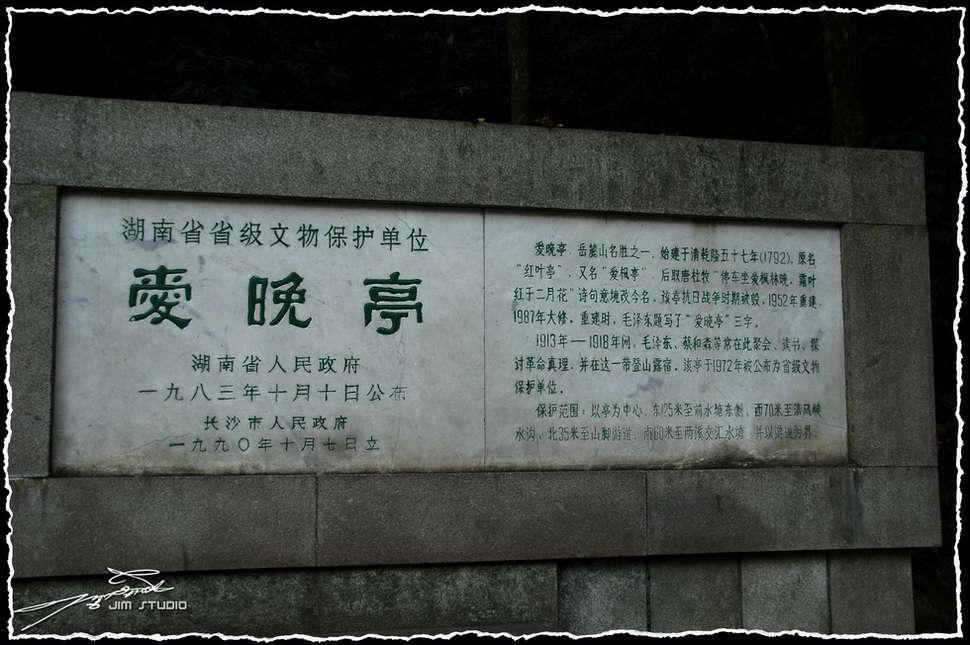 湖南省省级文物保护单位
愛晚亭
湖南省人民政府
一九八三年十月十日公布
长沙市人民政府
一九九〇年十月七日立
爱晚亭，岳麓山名胜之一，始建于清乾隆五十七年(1792)，原名
“红叶亭”，又名“爱枫亭”，后取唐杜牧“停车坐爱枫林晚，霜叶
红于二月花”诗句意境改今名。该亭抗日战争时期被毁，1952年重建，
1987年大修。重建时，毛泽东题写了“爱晚亭”三字。
1913年——1918年间，毛泽东、蔡和森等常在此聚会、读书，探
讨革命真理，并在这一带登山露宿。该亭于1972年被公布为省级文物
保护单位。
保护范围：以亭为中心，东125米至前水塘东侧，西70米至清风峡
水沟，北35米至山脚游道，南60米至两溪交汇水塘，并以游道为界。
JIM STUDIO